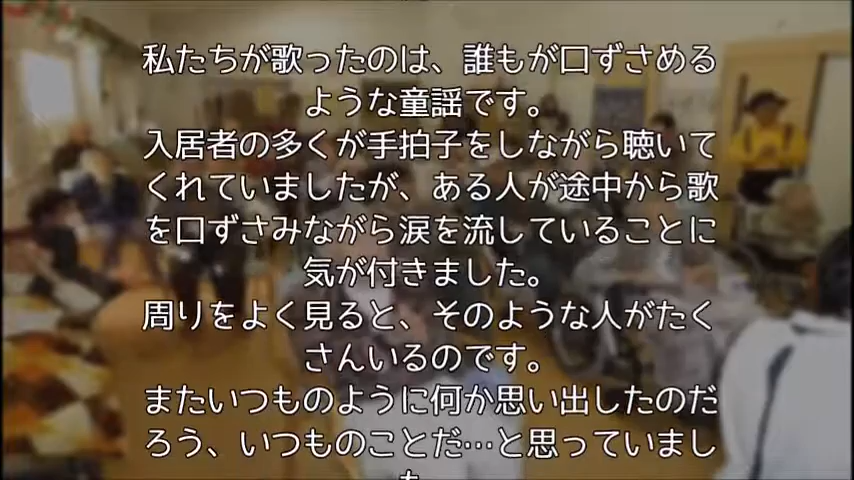 私たちが歌ったのは、誰もが口ずさめる
ような童謡です。
入居者の多くが手拍子をしながら聴いて
くれていましたが、ある人が途中から歌
を口ずさみながら涙を流していることに
気が付きました。
周りをよく見ると、そのような人がたく
さんいるのです。
またいつものように何か思い出したのだ
ろう、いつものことだ…と思っていまし